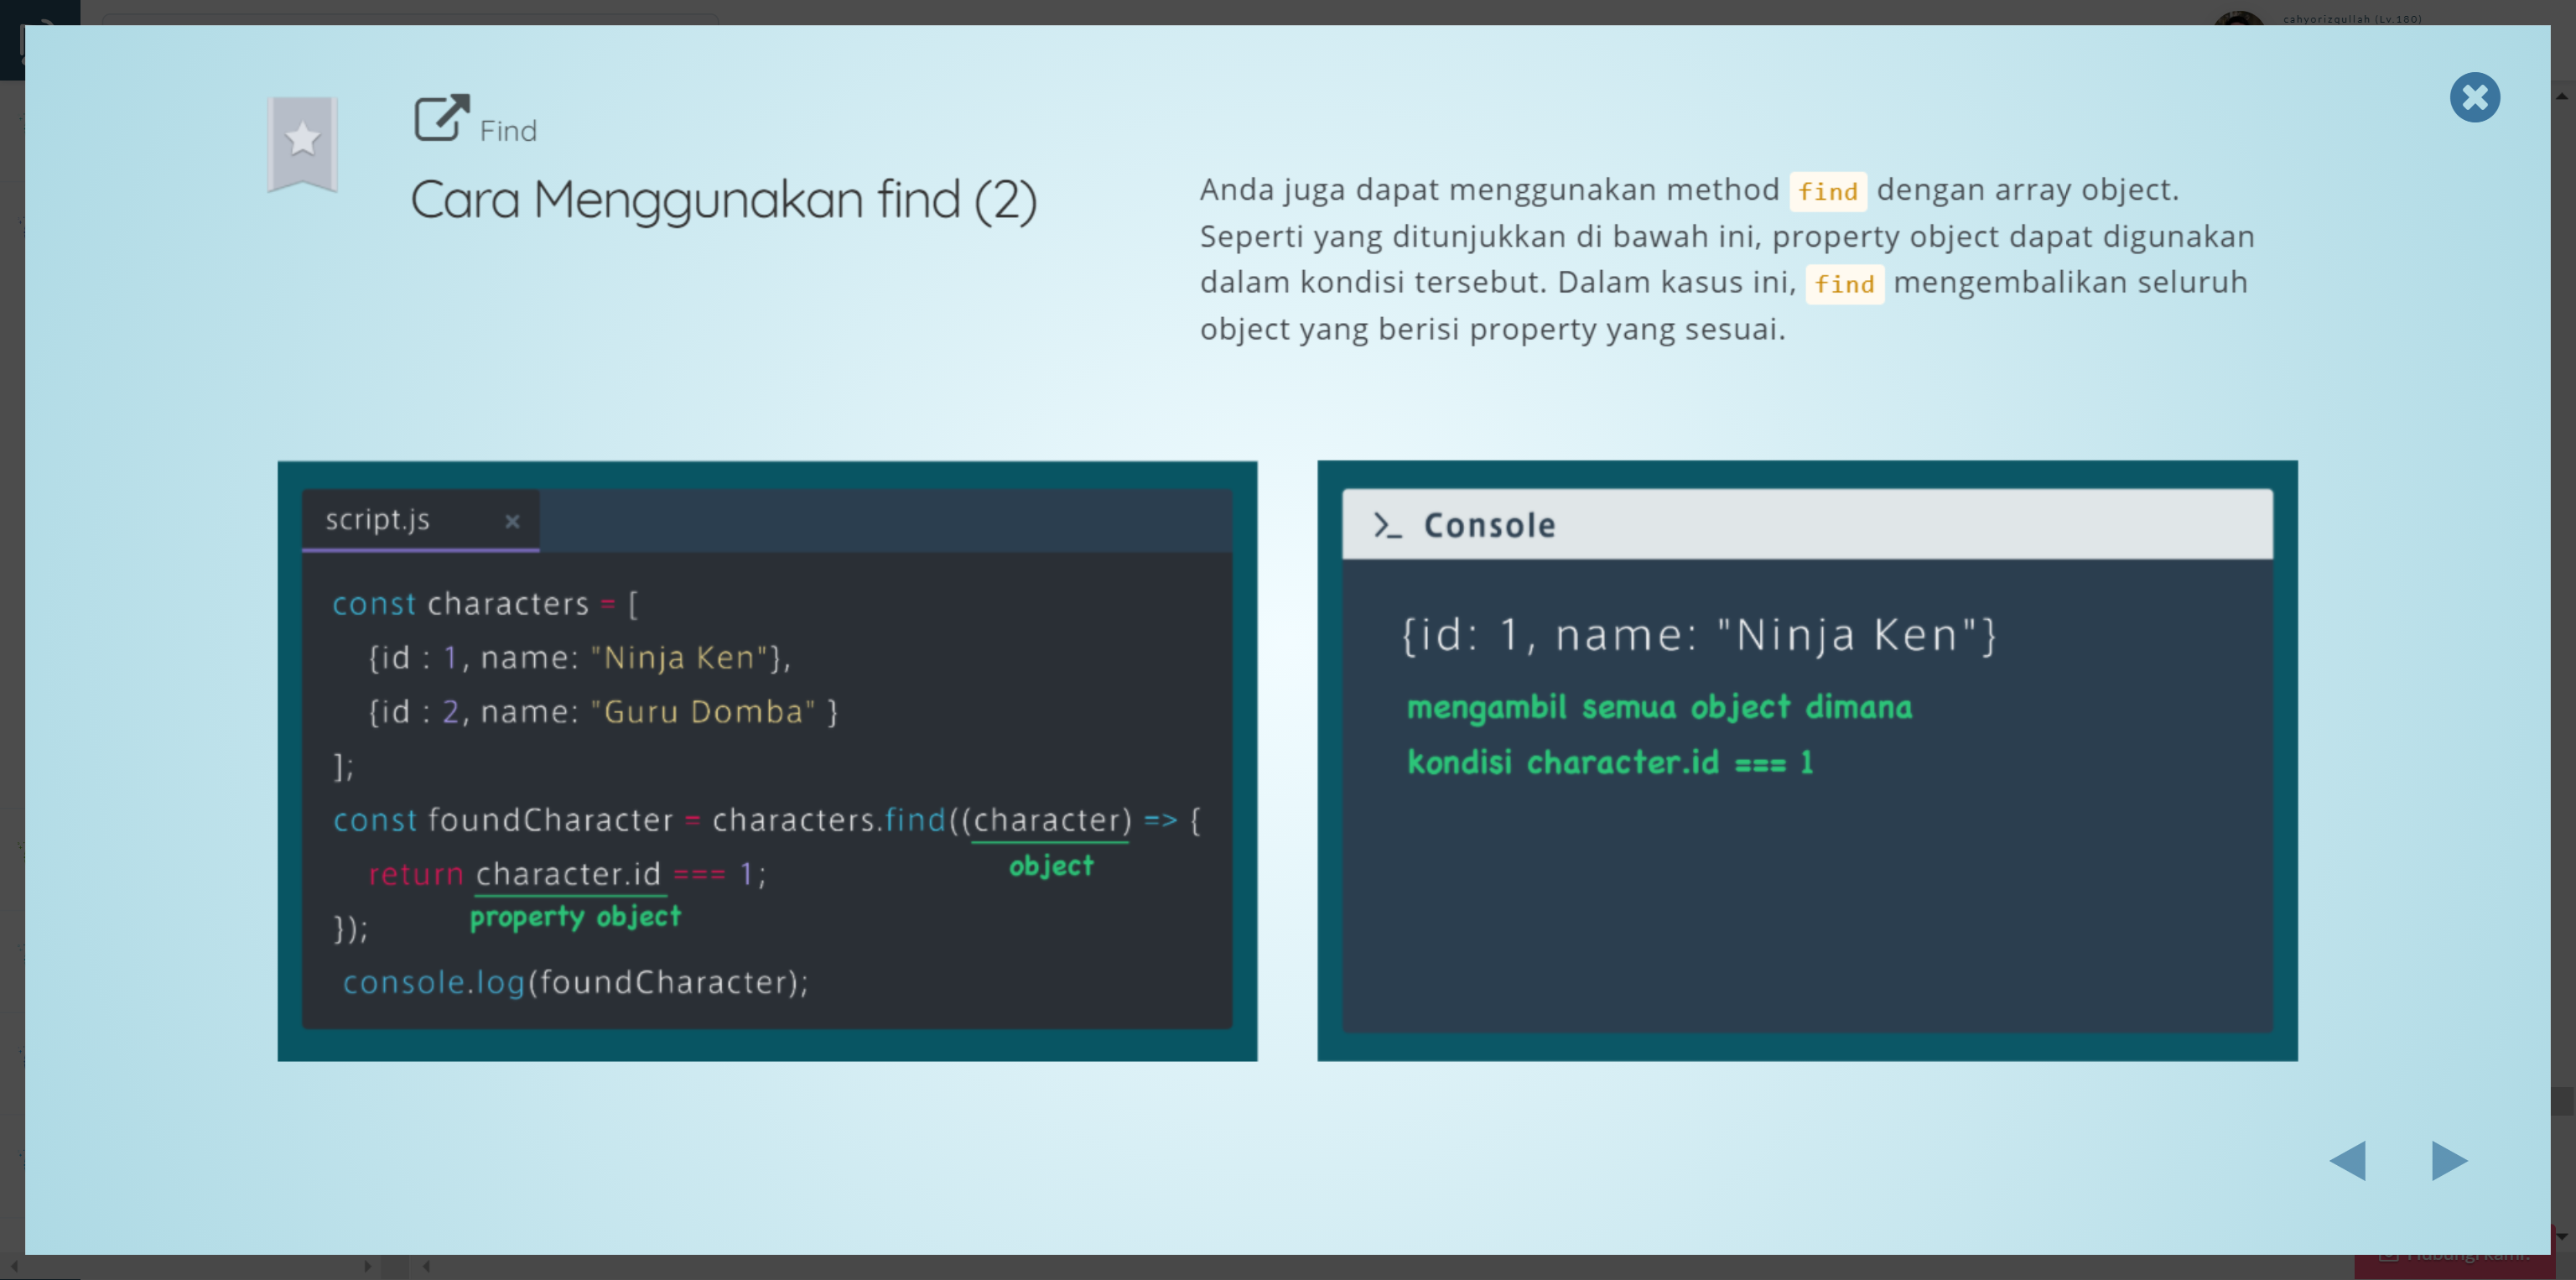 cahyorizqullah (Lv.180)
Find
Cara Menggunakan find (2)
Anda juga dapat menggunakan method find dengan array object.
Seperti yang ditunjukkan di bawah ini, property object dapat digunakan
dalam kondisi tersebut. Dalam kasus ini, find mengembalikan seluruh
object yang berisi property yang sesuai.
script.js ×
const characters = [
{id : 1, name: "Ninja Ken"},
{id : 2, name: "Guru Domba" }
];
const foundCharacter = characters.find((character) => {
object
return character.id === 1;
property object
});
console.log(foundCharacter);
>_ Console
{id: 1, name: "Ninja Ken"}
mengambil semua object dimana
kondisi character.id === 1
Hubungi kami.